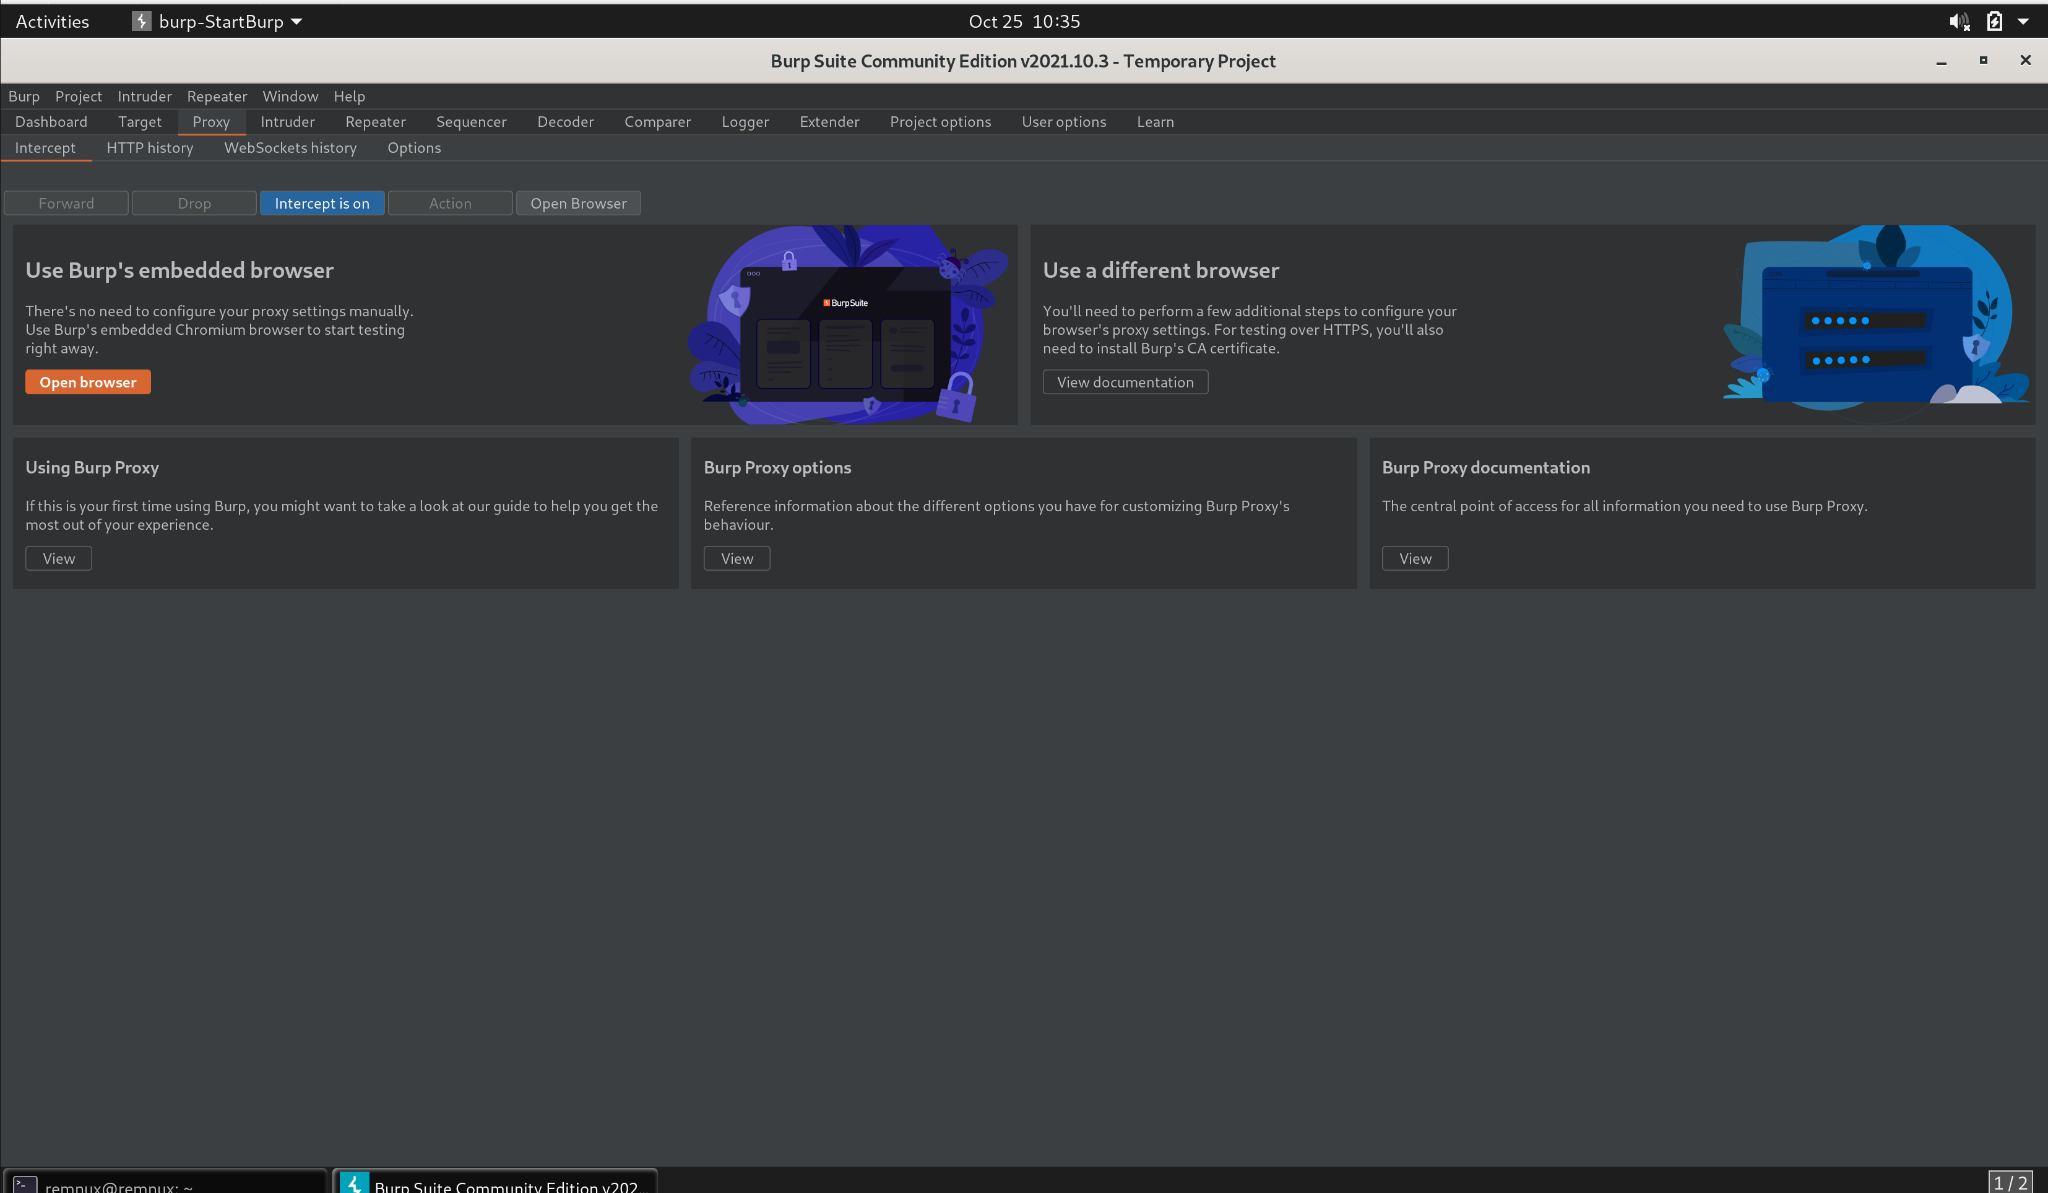 Activities burp-StartBurp Oct 25 10:35
Burp Suite Community Edition v2021.10.3 - Temporary Project
Burp Project Intruder Repeater Window Help
Dashboard Target Proxy Intruder Repeater Sequencer Decoder Comparer Logger Extender Project options User options Learn
Intercept HTTP history WebSockets history Options
Forward Drop Intercept is on Action Open Browser
Use Burp's embedded browser
There's no need to configure your proxy settings manually.
Use Burp's embedded Chromium browser to start testing
right away.
Open browser
BurpSuite
Use a different browser
You'll need to perform a few additional steps to configure your
browser's proxy settings. For testing over HTTPS, you'll also
need to install Burp's CA certificate.
View documentation
Using Burp Proxy
If this is your first time using Burp, you might want to take a look at our guide to help you get the
most out of your experience.
View
Burp Proxy options
Reference information about the different options you have for customizing Burp Proxy's
behaviour.
View
Burp Proxy documentation
The central point of access for all information you need to use Burp Proxy.
View
remnux@remnux: ~ Burp Suite Community Edition v202... 1 / 2